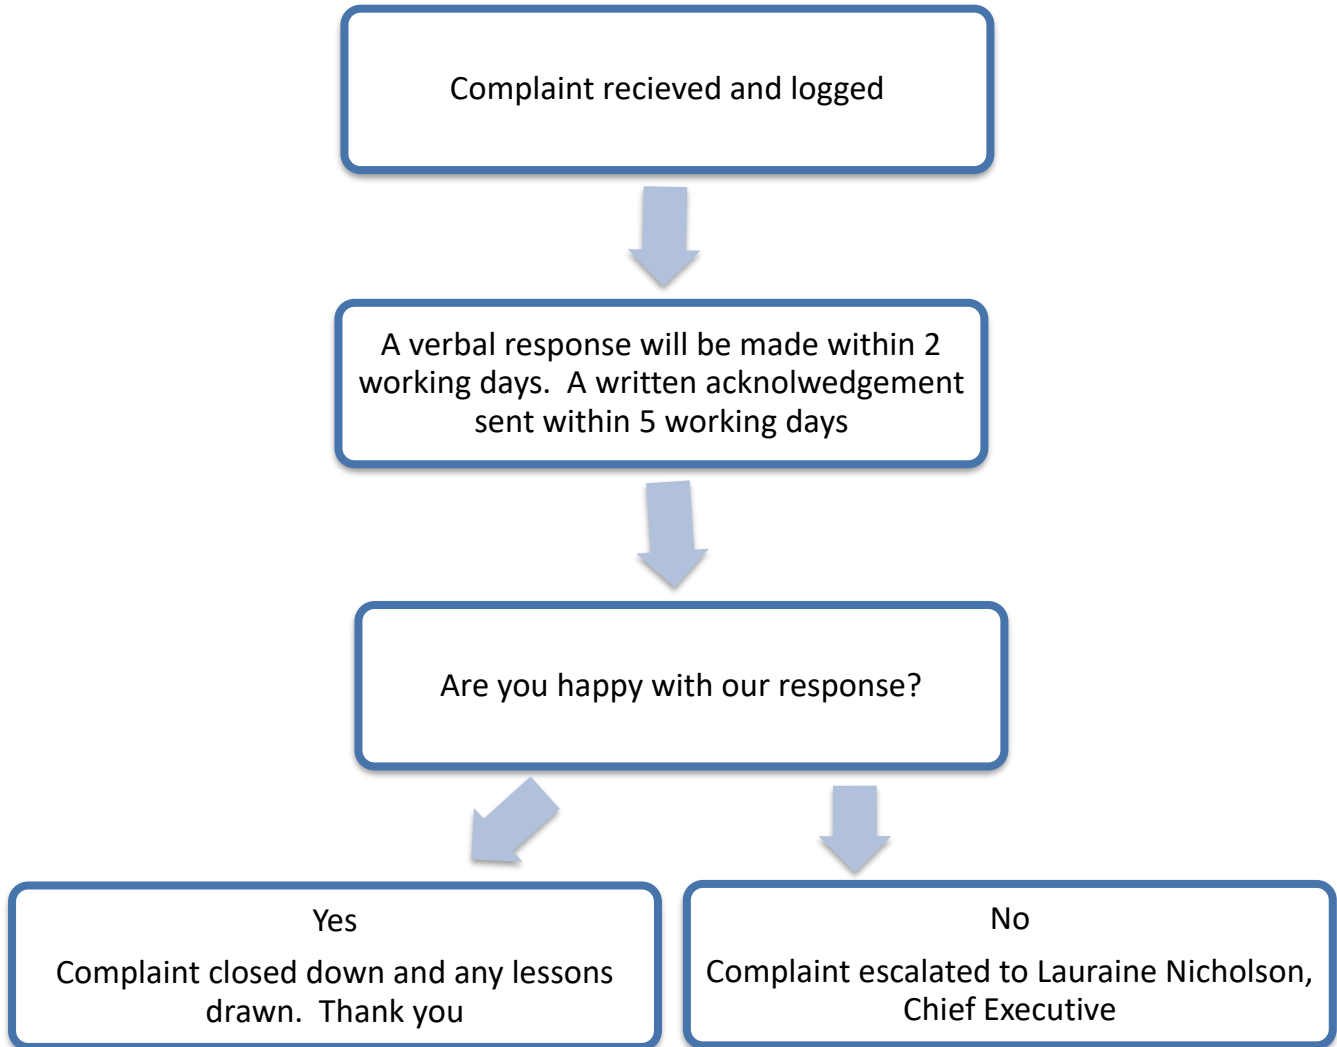 Complaint recieved and logged
A verbal response will be made within 2
working days.  A written acknolwedgement
sent within 5 working days
Are you happy with our response?
Yes
Complaint closed down and any lessons
drawn.  Thank you
No
Complaint escalated to Lauraine Nicholson,
Chief Executive